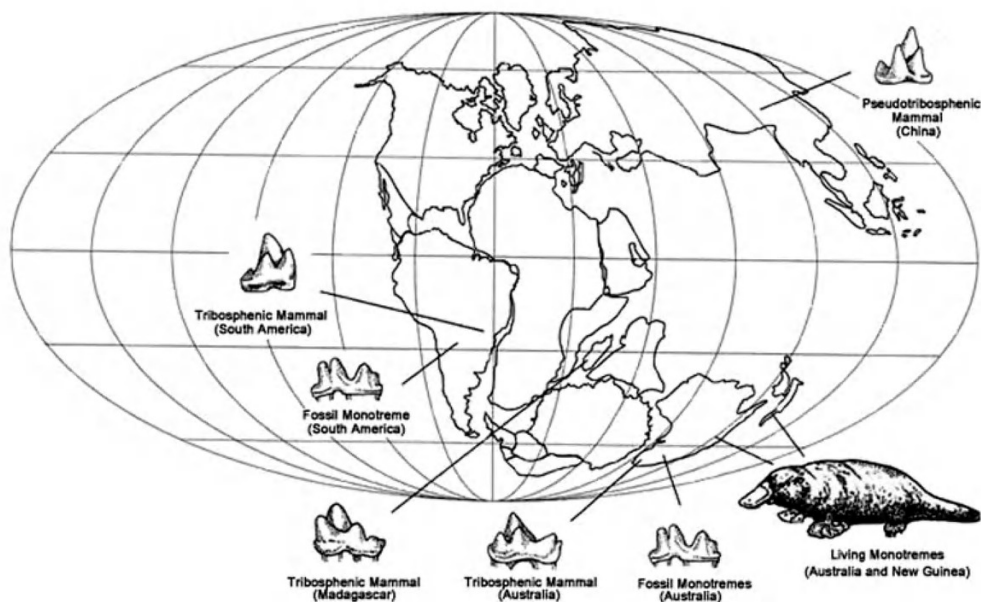 Pseudotribosphenic
Mammal
(China)
Tribosphenic Mammal
(South America)
Fossil Monotreme
(South America)
Tribosphenic Mammal
(Madagascar)
Tribosphenic Mammal
(Australia)
Fossil Monotremes
(Australia)
Living Monotremes
(Australia and New Guinea)